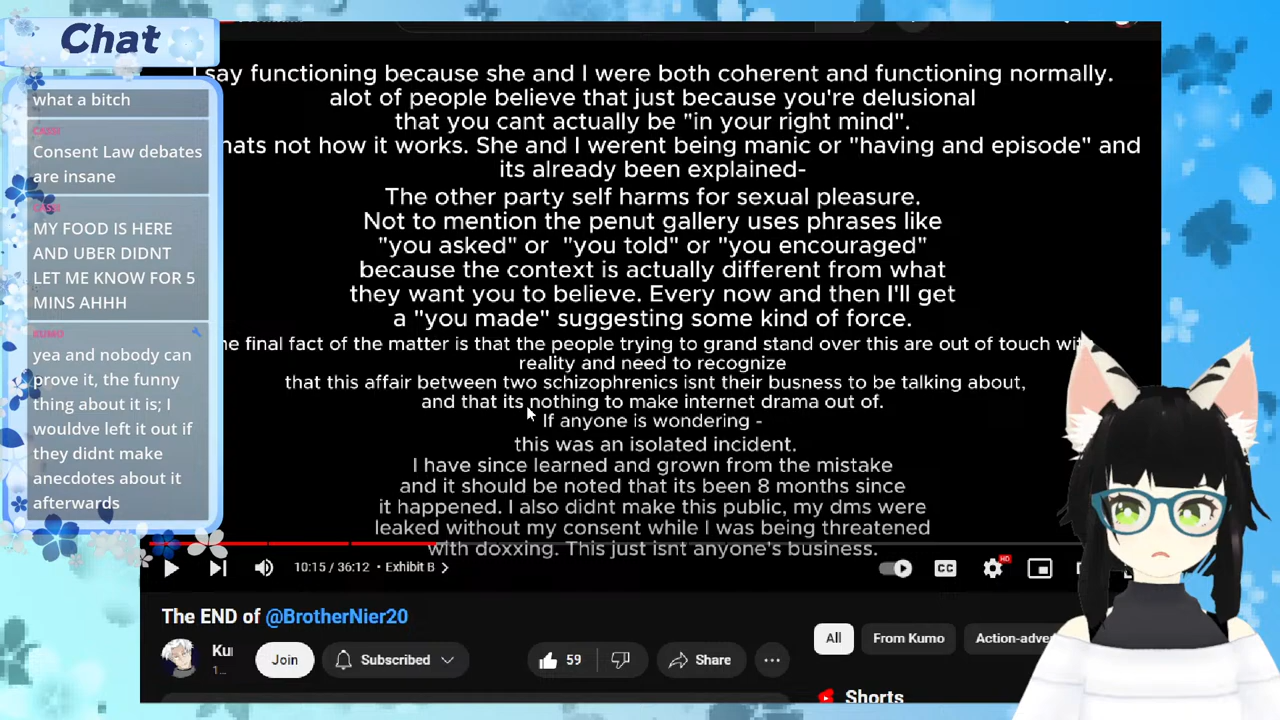 Chat
what a bitch
CASSI
Consent Law debates
are insane
CASSI
MY FOOD IS HERE
AND UBER DIDNT
LET ME KNOW FOR 5
MINS AHHH
KUMO
yea and nobody can
prove it, the funny
thing about it is; I
wouldve left it out if
they didnt make
anecdotes about it
afterwards
say functioning because she and I were both coherent and functioning normally.
alot of people believe that just because you're delusional
that you cant actually be "in your right mind".
hats not how it works. She and I werent being manic or "having and episode" and
its already been explained-
The other party self harms for sexual pleasure.
Not to mention the penut gallery uses phrases like
"you asked" or "you told" or "you encouraged"
because the context is actually different from what
they want you to believe. Every now and then I'll get
a "you made" suggesting some kind of force.
he final fact of the matter is that the people trying to grand stand over this are out of touch wit
reality and need to recognize
that this affair between two schizophrenics isnt their busness to be talking about,
and that its nothing to make internet drama out of.
If anyone is wondering -
this was an isolated incident.
I have since learned and grown from the mistake
and it should be noted that its been 8 months since
it happened. I also didnt make this public, my dms were
leaked without my consent while I was being threatened
with doxxing. This just isnt anyone's business.
10:15 / 36:12 • Exhibit B
CC
HD
The END of @BrotherNier20
Ku
1...
Join
Subscribed
59
Share
All
From Kumo
Action-adve
Shorts